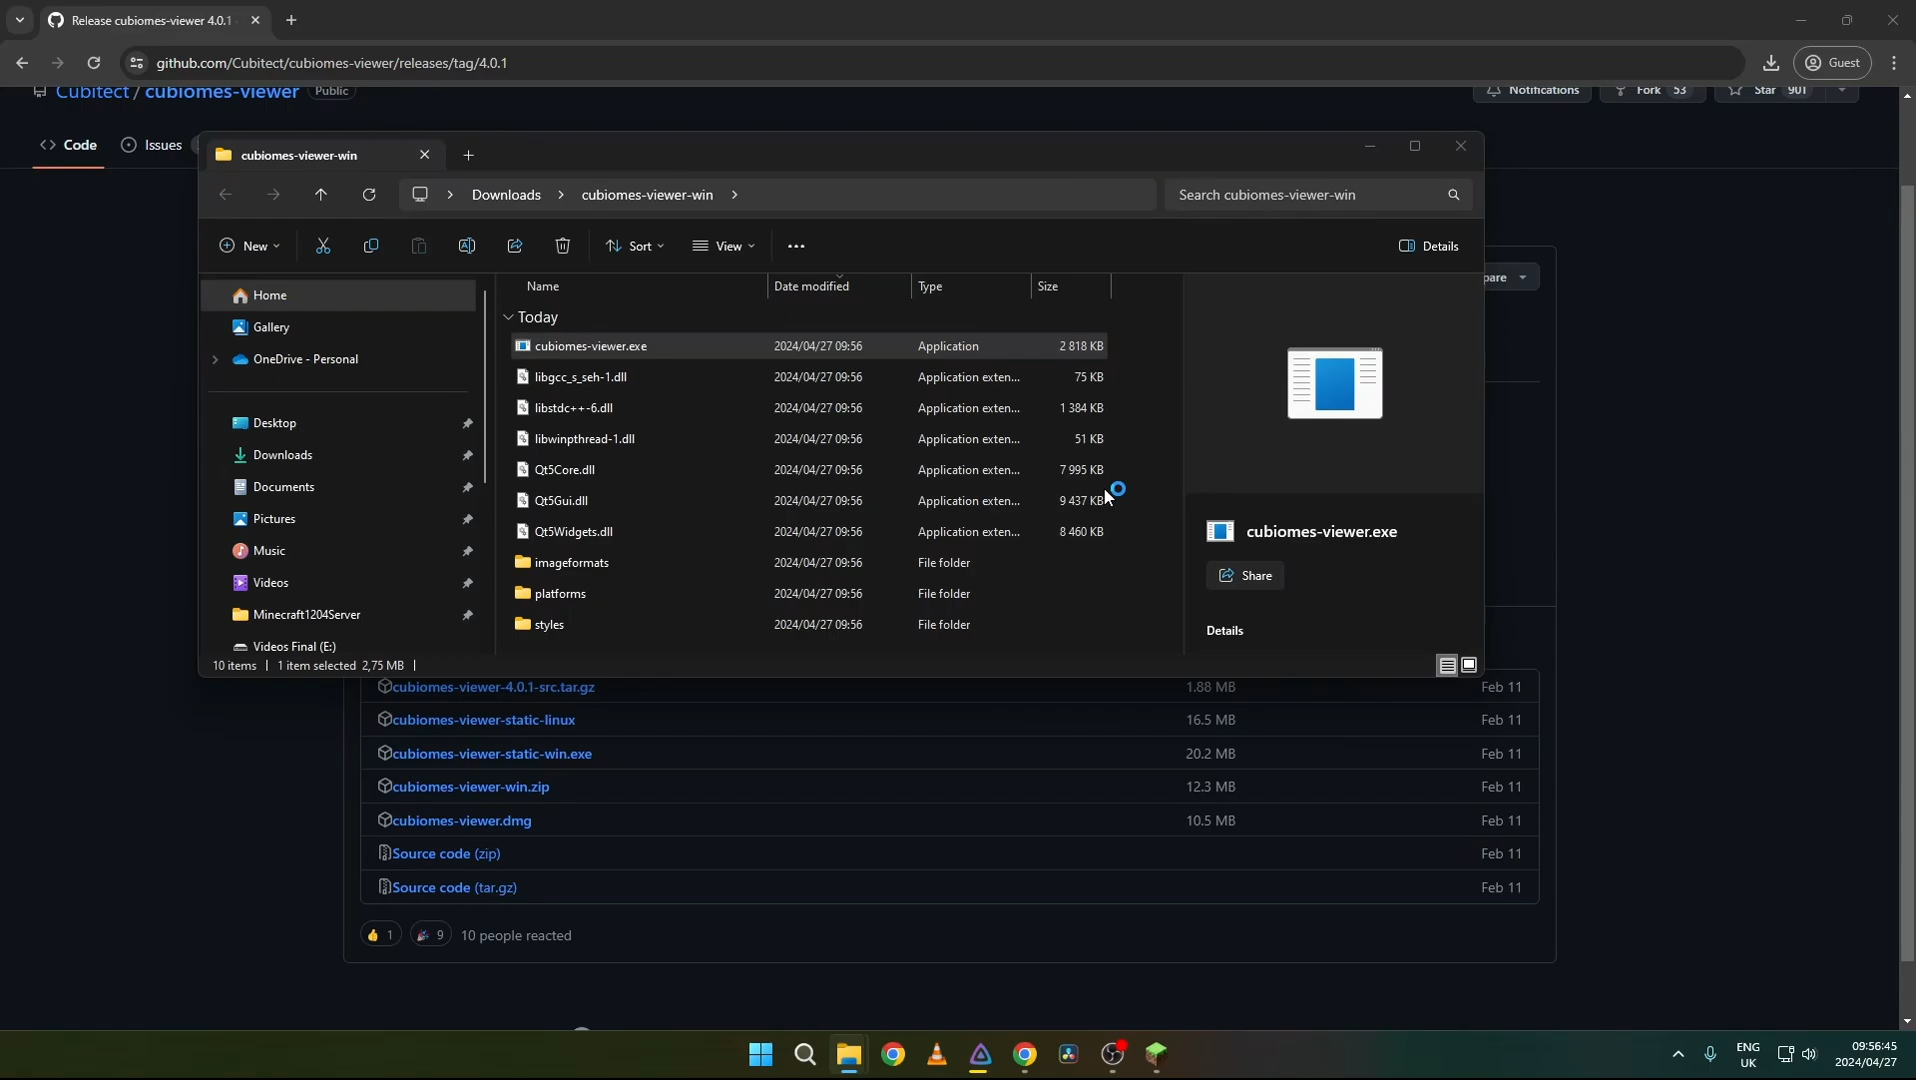 Release cubiomes-viewer 4.0.1
github.com/Cubitect/cubiomes-viewer/releases/tag/4.0.1
Guest
Cubitect / cubiomes-viewer Public
Notifications
Fork 53
Star 901
Code
Issues
cubiomes-viewer-win
Downloads
cubiomes-viewer-win
Search cubiomes-viewer-win
New
Sort
View
Details
pare
Name
Date modified
Type
Size
Home
Gallery
OneDrive - Personal
Desktop
Downloads
Documents
Pictures
Music
Videos
Minecraft1204Server
Videos Final (E:)
Today
cubiomes-viewer.exe 2024/04/27 09:56 Application 2 818 KB
libgcc_s_seh-1.dll 2024/04/27 09:56 Application exten... 75 KB
libstdc++-6.dll 2024/04/27 09:56 Application exten... 1 384 KB
libwinpthread-1.dll 2024/04/27 09:56 Application exten... 51 KB
Qt5Core.dll 2024/04/27 09:56 Application exten... 7 995 KB
Qt5Gui.dll 2024/04/27 09:56 Application exten... 9 437 KB
Qt5Widgets.dll 2024/04/27 09:56 Application exten... 8 460 KB
imageformats 2024/04/27 09:56 File folder
platforms 2024/04/27 09:56 File folder
styles 2024/04/27 09:56 File folder
cubiomes-viewer.exe
Share
Details
10 items 1 item selected 2,75 MB
cubiomes-viewer-4.0.1-src.tar.gz 1.88 MB Feb 11
cubiomes-viewer-static-linux 16.5 MB Feb 11
cubiomes-viewer-static-win.exe 20.2 MB Feb 11
cubiomes-viewer-win.zip 12.3 MB Feb 11
cubiomes-viewer.dmg 10.5 MB Feb 11
Source code (zip) Feb 11
Source code (tar.gz) Feb 11
1
9
10 people reacted
ENG
UK
09:56:45
2024/04/27